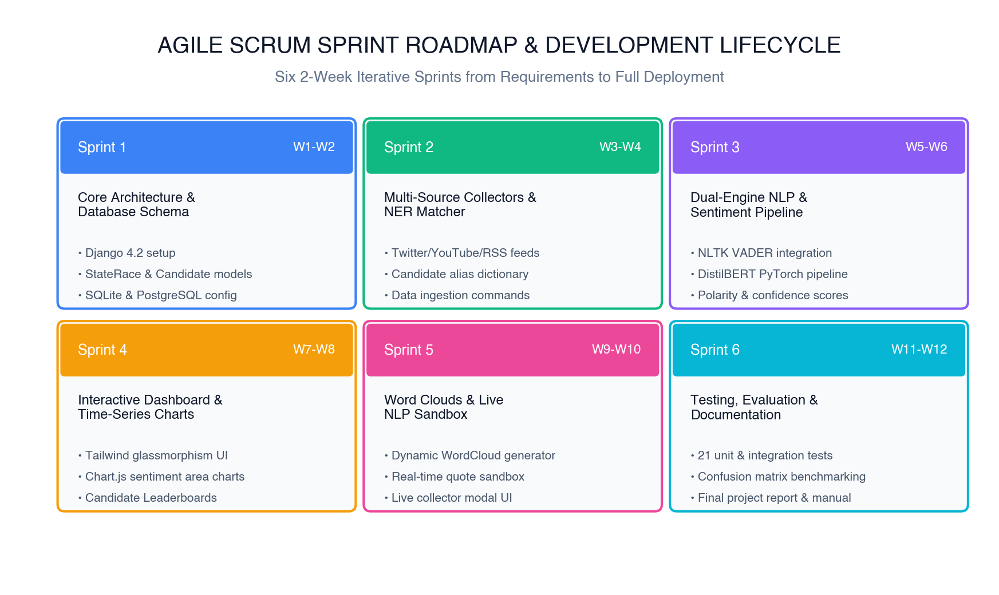 AGILE SCRUM SPRINT ROADMAP & DEVELOPMENT LIFECYCLE
Six 2-Week Iterative Sprints from Requirements to Full Deployment
Sprint 1
W1-W2
Core Architecture &
Database Schema
• Django 4.2 setup
• StateRace & Candidate models
• SQLite & PostgreSQL config
Sprint 2
W3-W4
Multi-Source Collectors &
NER Matcher
• Twitter/YouTube/RSS feeds
• Candidate alias dictionary
• Data ingestion commands
Sprint 3
W5-W6
Dual-Engine NLP &
Sentiment Pipeline
• NLTK VADER integration
• DistilBERT PyTorch pipeline
• Polarity & confidence scores
Sprint 4
W7-W8
Interactive Dashboard &
Time-Series Charts
• Tailwind glassmorphism UI
• Chart.js sentiment area charts
• Candidate Leaderboards
Sprint 5
W9-W10
Word Clouds & Live
NLP Sandbox
• Dynamic WordCloud generator
• Real-time quote sandbox
• Live collector modal UI
Sprint 6
W11-W12
Testing, Evaluation &
Documentation
• 21 unit & integration tests
• Confusion matrix benchmarking
• Final project report & manual